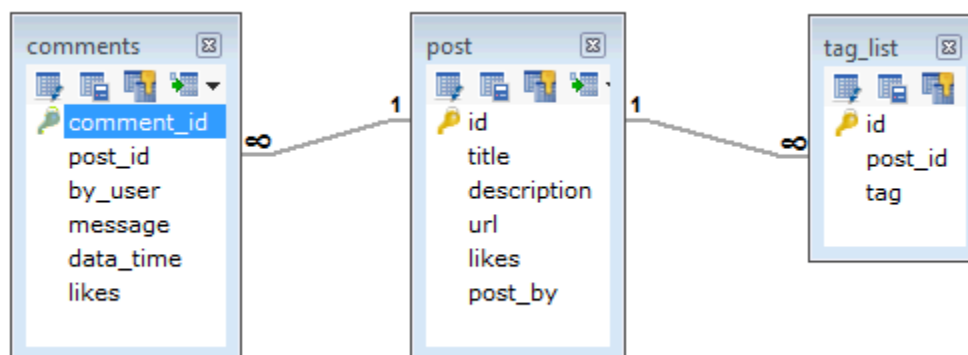 comments
comment_id
post_id
by_user
message
data_time
likes
1
∞
post
id
title
description
url
likes
post_by
1
∞
tag_list
id
post_id
tag